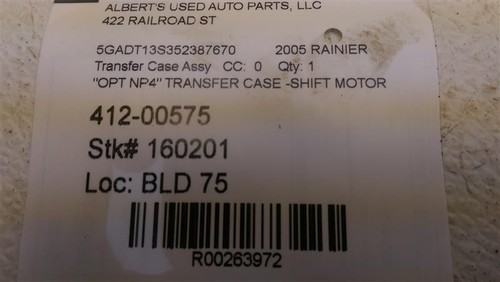 ALBERT'S USED AUTO PARTS, LLC
422 RAILROAD ST
5GADT13S352387670 2005 RAINIER
Transfer Case Assy CC: 0 Qty: 1
"OPT NP4" TRANSFER CASE -SHIFT MOTOR
412-00575
Stk# 160201
Loc: BLD 75
R00263972